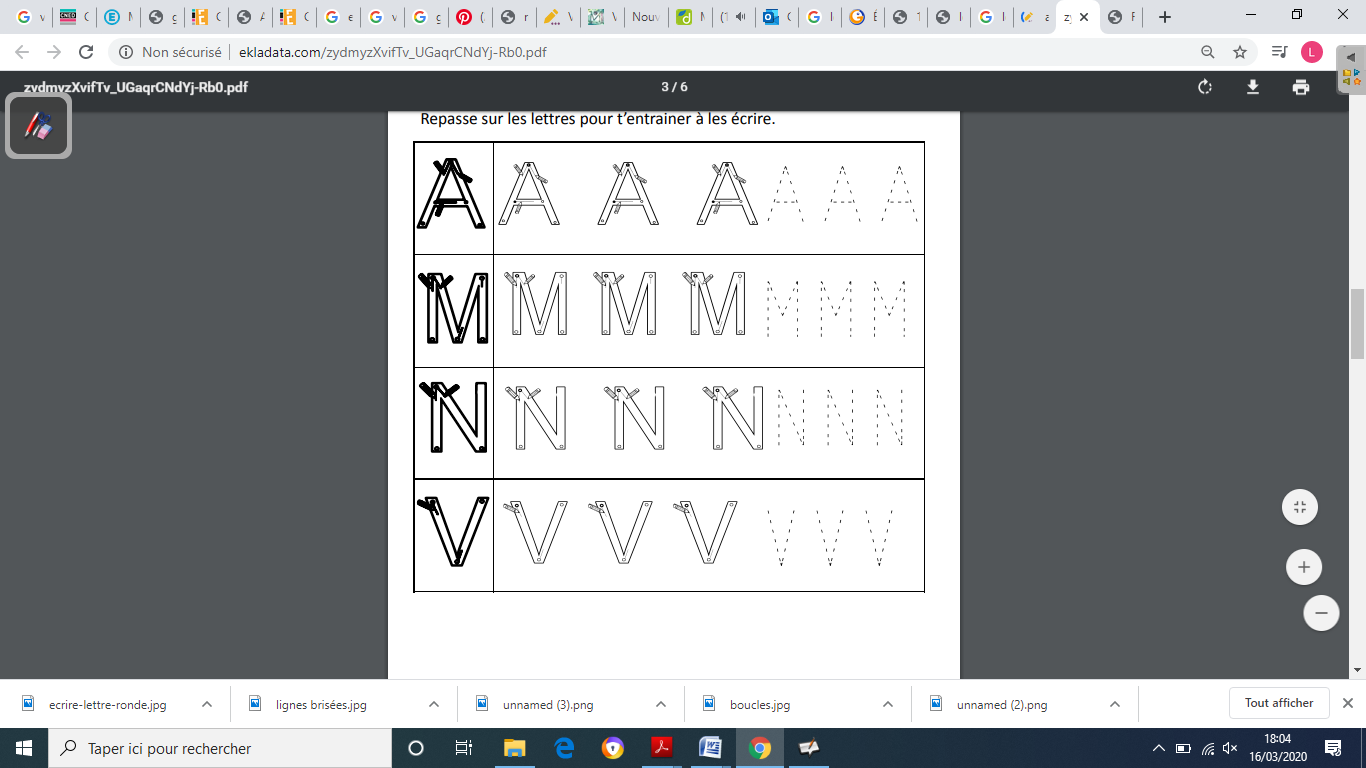 Non sécurisé ekladata.com/zydmyzXvifTv_UGaqrCNdYj-Rb0.pdf L
zydmyzXvifTv_UGaqrCNdYj-Rb0.pdf 3 / 6
Repasse sur les lettres pour t’entrainer à les écrire.
A A A A A A A
M M M M M M M
N N N N N N N
V V V V V V V
ecrire-lettre-ronde.jpg lignes brisées.jpg unnamed (3).png boucles.jpg unnamed (2).png Tout afficher
Taper ici pour rechercher
18:04
16/03/2020